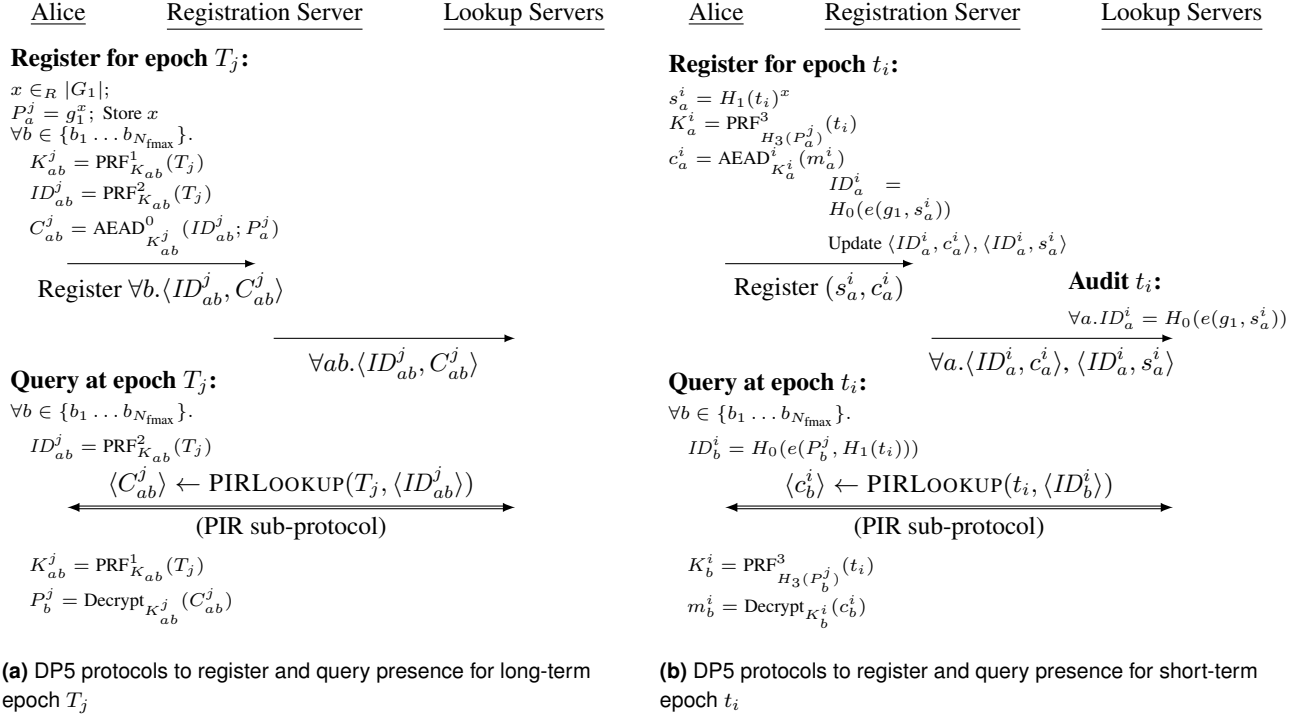 Alice Registration Server Lookup Servers
Register for epoch T_j:
x ∈_R |G_1|;
P_a^j = g_1^x; Store x
∀b ∈ {b_1 … b_{N_fmax}}.
K_{ab}^j = PRF^1_{K_{ab}}(T_j)
ID_{ab}^j = PRF^2_{K_{ab}}(T_j)
C_{ab}^j = AEAD^0_{K_{ab}^j}(ID_{ab}^j; P_a^j)
Register ∀b.⟨ID_{ab}^j, C_{ab}^j⟩
∀ab.⟨ID_{ab}^j, C_{ab}^j⟩
Query at epoch T_j:
∀b ∈ {b_1 … b_{N_fmax}}.
ID_{ab}^j = PRF^2_{K_{ab}}(T_j)
⟨C_{ab}^j⟩ ← PIRLOOKUP(T_j, ⟨ID_{ab}^j⟩)
(PIR sub-protocol)
K_{ab}^j = PRF^1_{K_{ab}}(T_j)
P_b^j = Decrypt_{K_{ab}^j}(C_{ab}^j)
(a) DP5 protocols to register and query presence for long-term
epoch T_j
Alice Registration Server Lookup Servers
Register for epoch t_i:
s_a^i = H_1(t_i)^x
K_a^i = PRF^3_{H_3(P_a^j)}(t_i)
c_a^i = AEAD^i_{K_a^i}(m_a^i)
ID_a^i =
H_0(e(g_1, s_a^i))
Update ⟨ID_a^i, c_a^i⟩, ⟨ID_a^i, s_a^i⟩
Register (s_a^i, c_a^i)
Audit t_i:
∀a.ID_a^i = H_0(e(g_1, s_a^i))
∀a.⟨ID_a^i, c_a^i⟩, ⟨ID_a^i, s_a^i⟩
Query at epoch t_i:
∀b ∈ {b_1 … b_{N_fmax}}.
ID_b^i = H_0(e(P_b^j, H_1(t_i)))
⟨c_b^i⟩ ← PIRLOOKUP(t_i, ⟨ID_b^i⟩)
(PIR sub-protocol)
K_b^i = PRF^3_{H_3(P_b^j)}(t_i)
m_b^i = Decrypt_{K_b^i}(c_b^i)
(b) DP5 protocols to register and query presence for short-term
epoch t_i